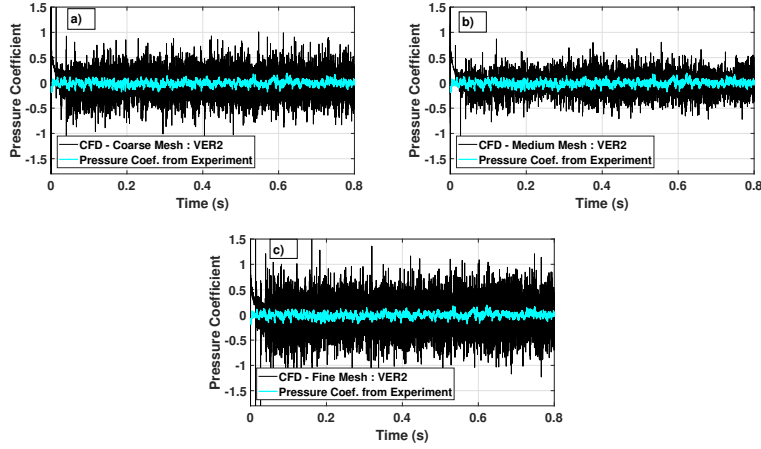 a)
Pressure Coefficient
1.5
1
0.5
0
-0.5
-1
-1.5
CFD - Coarse Mesh : VER2
Pressure Coef. from Experiment
0 0.2 0.4 0.6 0.8
Time (s)
b)
Pressure Coefficient
1.5
1
0.5
0
-0.5
-1
-1.5
CFD - Medium Mesh : VER2
Pressure Coef. from Experiment
0 0.2 0.4 0.6 0.8
Time (s)
c)
Pressure Coefficient
1.5
1
0.5
0
-0.5
-1
-1.5
CFD - Fine Mesh : VER2
Pressure Coef. from Experiment
0 0.2 0.4 0.6 0.8
Time (s)